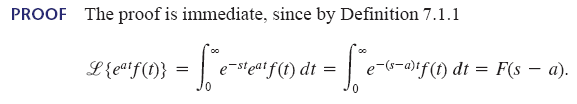 PROOF The proof is immediate, since by Definition 7.1.1
ℒ{e^{at}f(t)} = ∫_0^∞ e^{-st}e^{at}f(t) dt = ∫_0^∞ e^{-(s-a)t}f(t) dt = F(s − a).